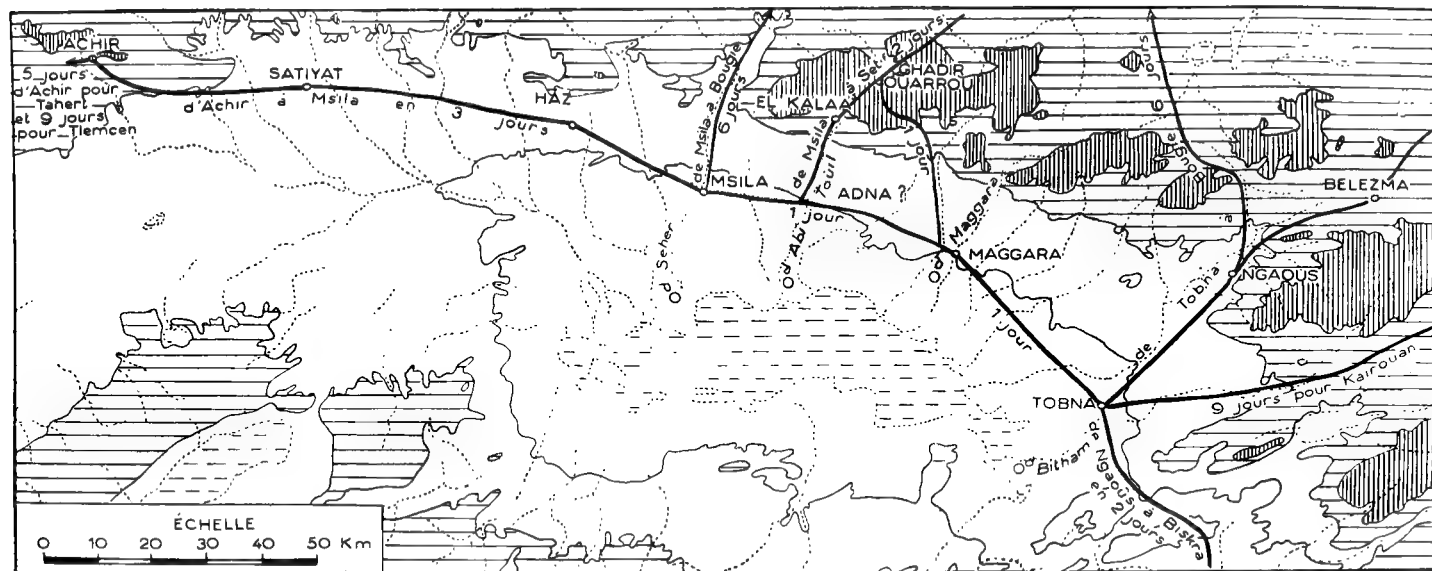 ACHIR
5 jours
d'Achir pour
Tahert
et 9 jours
pour Tlemcen
SATIYAT
d'Achir à Msila en 3 jours
HAZ
de Msila à Bougie
6 jours
MSILA
EL KALAA
de Msila à Set. 2 jours
GHADIR
OUARROU
1 jour
ADNA ?
1 jour
Od Abi Touil
Od Seher
Od Maggara
MAGGARA
1 jour
de Tobna à Bougie 6 jours
BELEZMA
NGAOUS
TOBNA
9 jours pour Kairouan
Od Bitham
de Ngaous à Biskra
en 2 jours
ÉCHELLE
0 10 20 30 40 50 Km